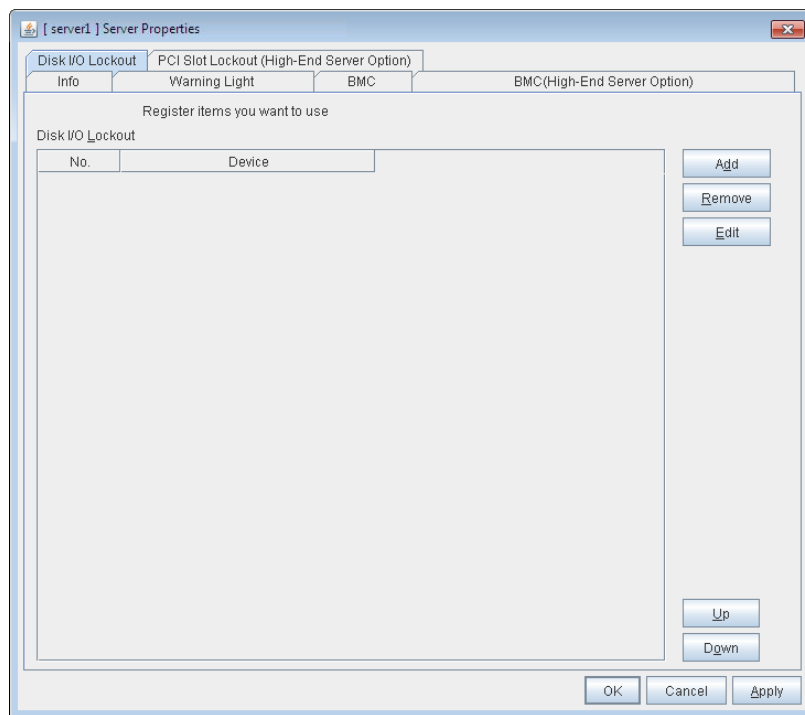 [ server1 ] Server Properties
Disk I/O Lockout PCI Slot Lockout (High-End Server Option)
Info Warning Light BMC BMC(High-End Server Option)
Register items you want to use
Disk I/O Lockout
No. Device
Add
Remove
Edit
Up
Down
OK Cancel Apply